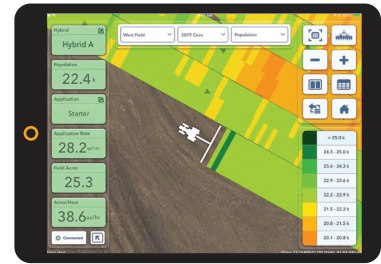 Hybrid
Hybrid A
Population
22.4 k
Application
Starter
Application Rate
28.2 gal/ac
Field Acres
25.3
Acres/Hour
38.6 ac/hr
Connected
West Field
2019 Corn
Population
> 25.0 k
24.3 - 25.0 k
23.6 - 24.3 k
22.9 - 23.6 k
22.2 - 22.9 k
21.5 - 22.2 k
20.8 - 21.5 k
20.1 - 20.8 k